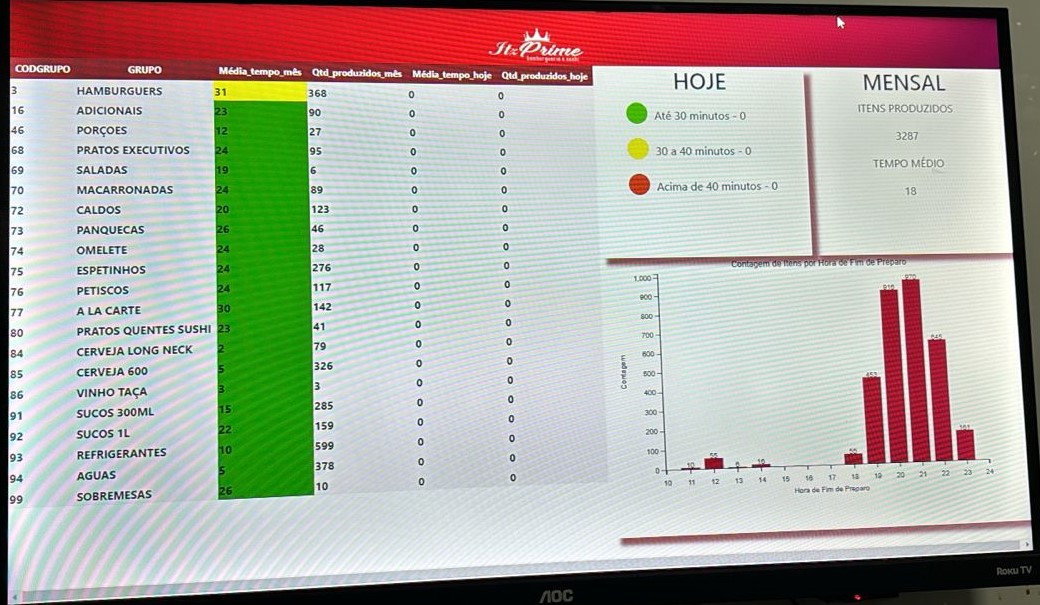 Itz Prime
hamburgueria e sushi
CODGRUPO GRUPO Média_tempo_mês Qtd_produzidos_mês Média_tempo_hoje Qtd_produzidos_hoje
3 HAMBURGUERS 31 368 0 0
16 ADICIONAIS 23 90 0 0
46 PORÇOES 12 27 0 0
68 PRATOS EXECUTIVOS 24 95 0 0
69 SALADAS 19 6 0 0
70 MACARRONADAS 24 89 0 0
72 CALDOS 20 123 0 0
73 PANQUECAS 26 46 0 0
74 OMELETE 24 28 0 0
75 ESPETINHOS 24 276 0 0
76 PETISCOS 24 117 0 0
77 A LA CARTE 30 142 0 0
80 PRATOS QUENTES SUSHI 23 41 0 0
84 CERVEJA LONG NECK 2 79 0 0
85 CERVEJA 600 5 326 0 0
86 VINHO TAÇA 3 3 0 0
91 SUCOS 300ML 15 285 0 0
92 SUCOS 1L 22 159 0 0
93 REFRIGERANTES 10 599 0 0
94 AGUAS 5 378 0 0
99 SOBREMESAS 26 10 0 0
HOJE
Até 30 minutos - 0
30 a 40 minutos - 0
Acima de 40 minutos - 0
MENSAL
ITENS PRODUZIDOS
3287
TEMPO MÉDIO
18
Contagem de Itens por Hora de Fim de Preparo
Contagem
1,000
900
800
700
600
500
400
300
200
100
0
10 55 6 16 453 970 161
10 11 12 13 14 15 16 17 18 19 20 21 22 23 24
Hora de Fim de Preparo
AOC
Roku TV